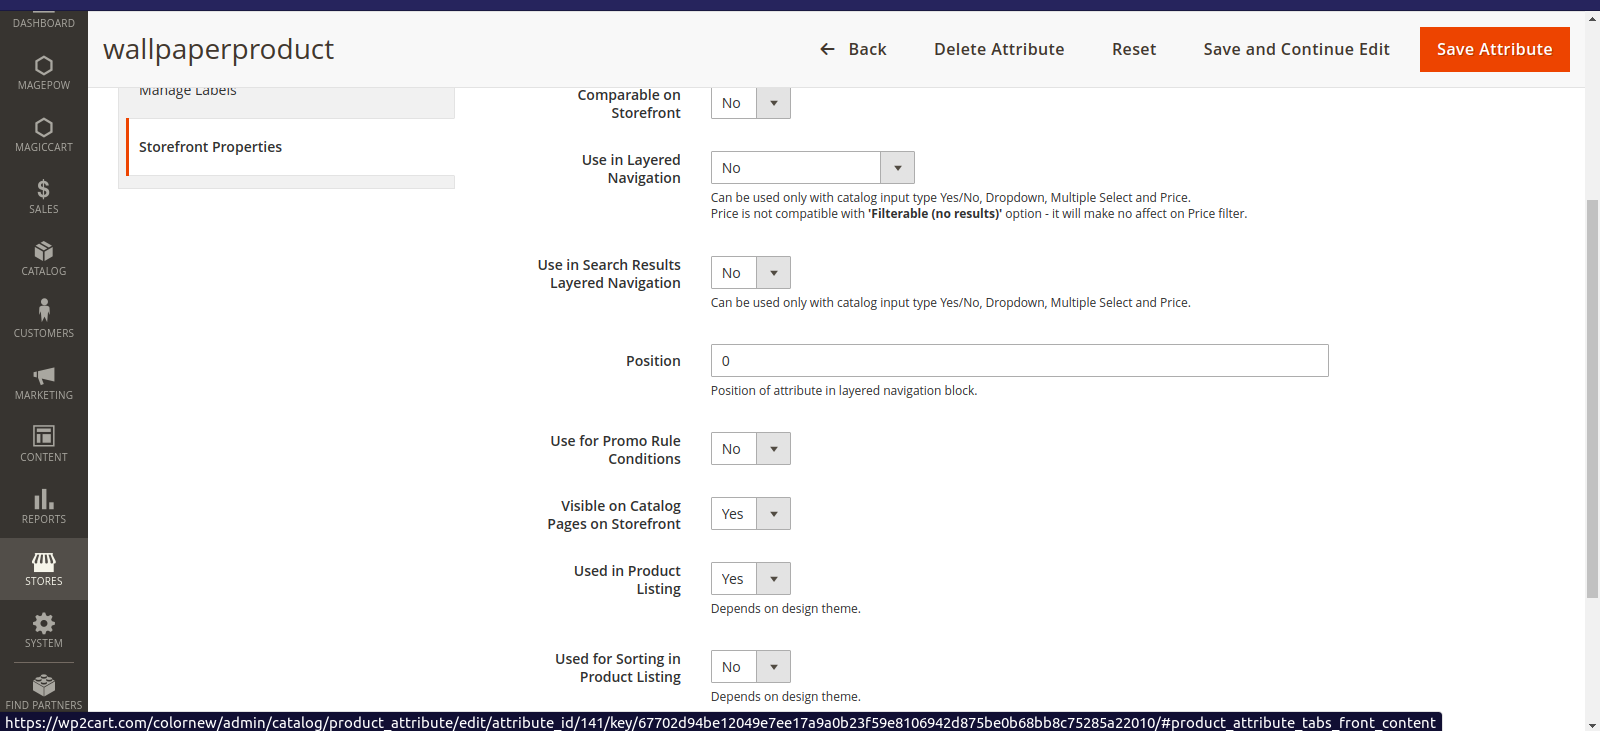 DASHBOARD
MAGEPOW
MAGICCART
SALES
CATALOG
CUSTOMERS
MARKETING
CONTENT
REPORTS
STORES
SYSTEM
FIND PARTNERS
wallpaperproduct
Back
Delete Attribute
Reset
Save and Continue Edit
Save Attribute
Manage Labels
Storefront Properties
Comparable on
Storefront
No
Use in Layered
Navigation
No
Can be used only with catalog input type Yes/No, Dropdown, Multiple Select and Price.
Price is not compatible with 'Filterable (no results)' option - it will make no affect on Price filter.
Use in Search Results
Layered Navigation
No
Can be used only with catalog input type Yes/No, Dropdown, Multiple Select and Price.
Position
0
Position of attribute in layered navigation block.
Use for Promo Rule
Conditions
No
Visible on Catalog
Pages on Storefront
Yes
Used in Product
Listing
Yes
Depends on design theme.
Used for Sorting in
Product Listing
No
Depends on design theme.
https://wp2cart.com/colornew/admin/catalog/product_attribute/edit/attribute_id/141/key/67702d94be12049e7ee17a9a0b23f59e8106942d875be0b68bb8c75285a22010/#product_attribute_tabs_front_content